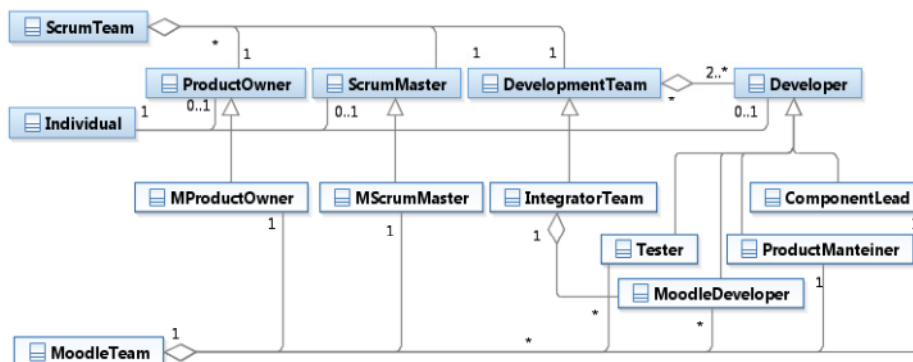 ScrumTeam
* 1 1 1
ProductOwner ScrumMaster DevelopmentTeam 2..* Developer
0..1 0..1 * 0..1
Individual 1
MProductOwner MScrumMaster IntegratorTeam ComponentLead
1 1 1 1
Tester ProductManteiner
MoodleDeveloper 1
* *
MoodleTeam 1 *